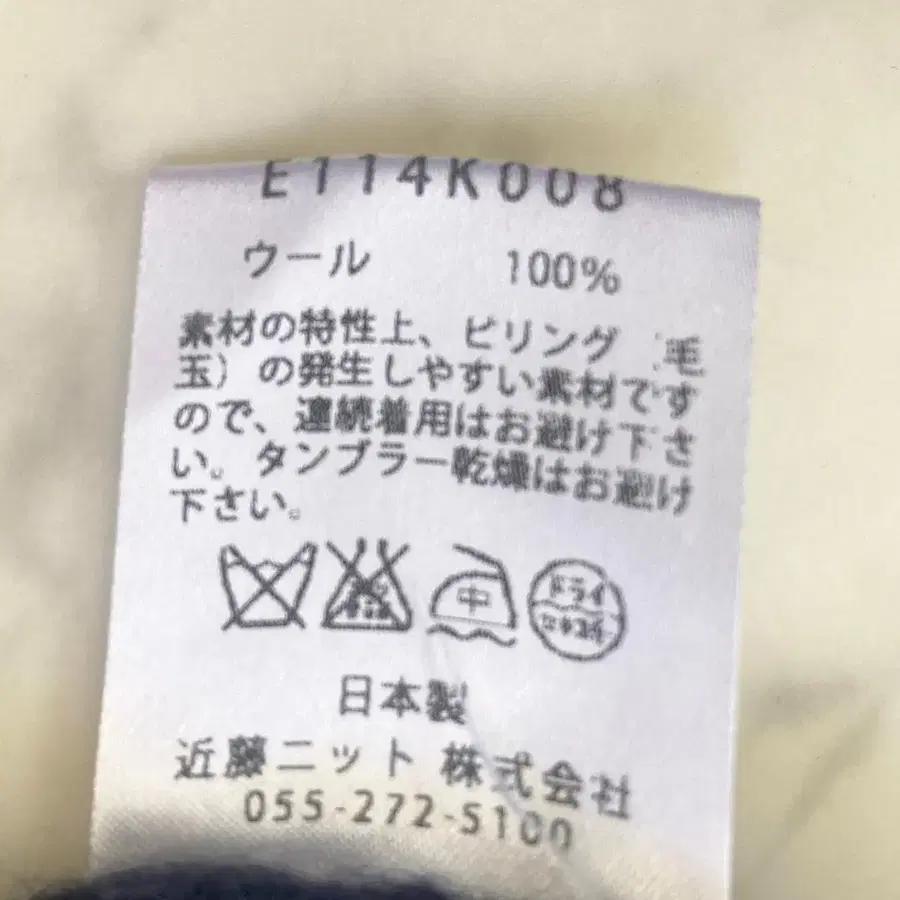 E114K008
ウール 100%
素材の特性上、ピリング（毛
玉）の発生しやすい素材です
ので、連続着用はお避け下さ
い。タンブラー乾燥はお避け
下さい。
中
ドライ
日本製
近藤ニット 株式会社
055-272-5100